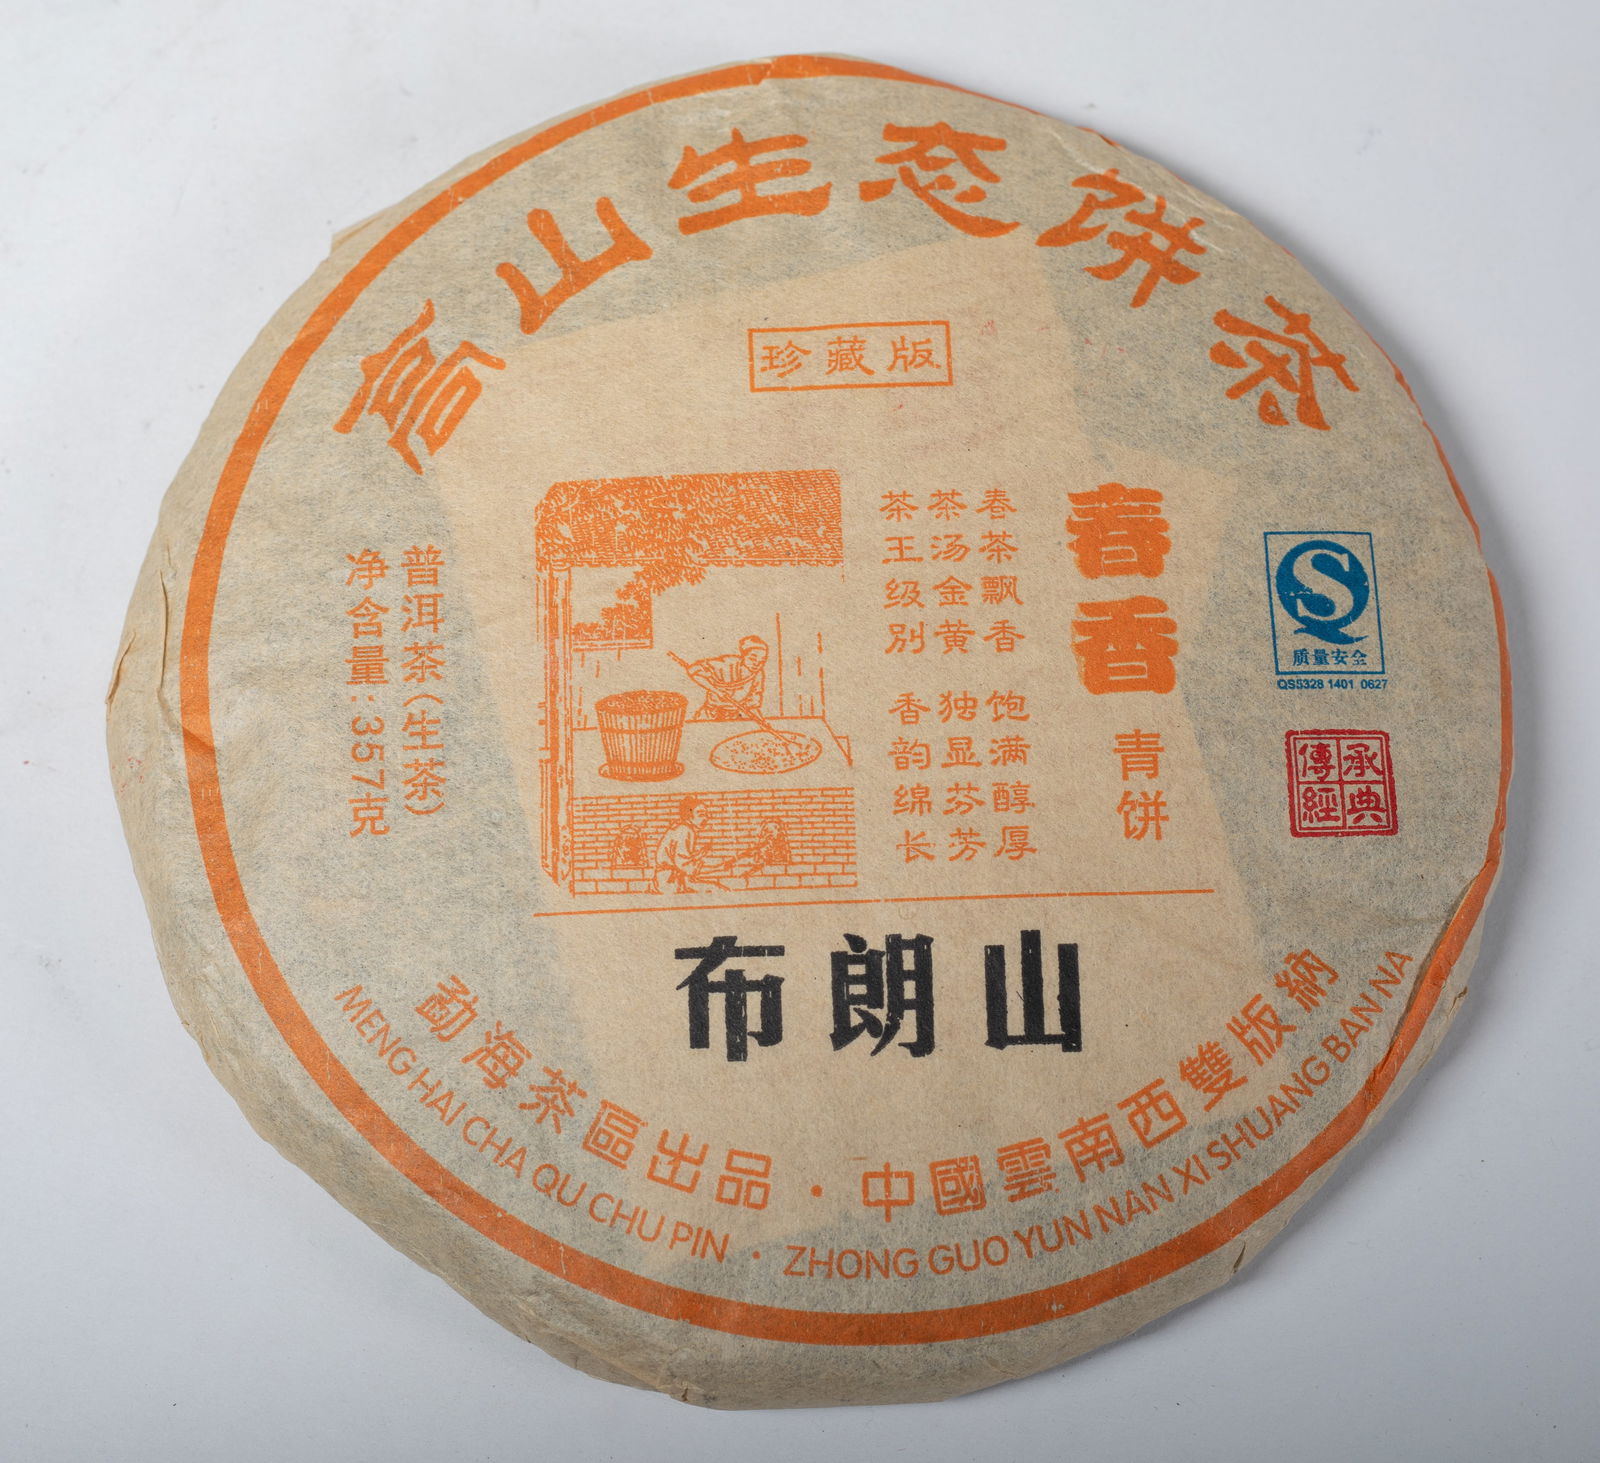 高山生态饼茶
珍藏版
春香
青饼
春茶飘香 饱满醇厚
茶汤金黄 独显芬芳
茶王级别 香韵绵长
普洱茶(生茶)
净含量:357克
质量安全
QS5328 1401 0627
承典
傳經
布朗山
勐海茶區出品·中國雲南西雙版納
MENG HAI CHA QU CHU PIN · ZHONG GUO YUN NAN XI SHUANG BAN NA